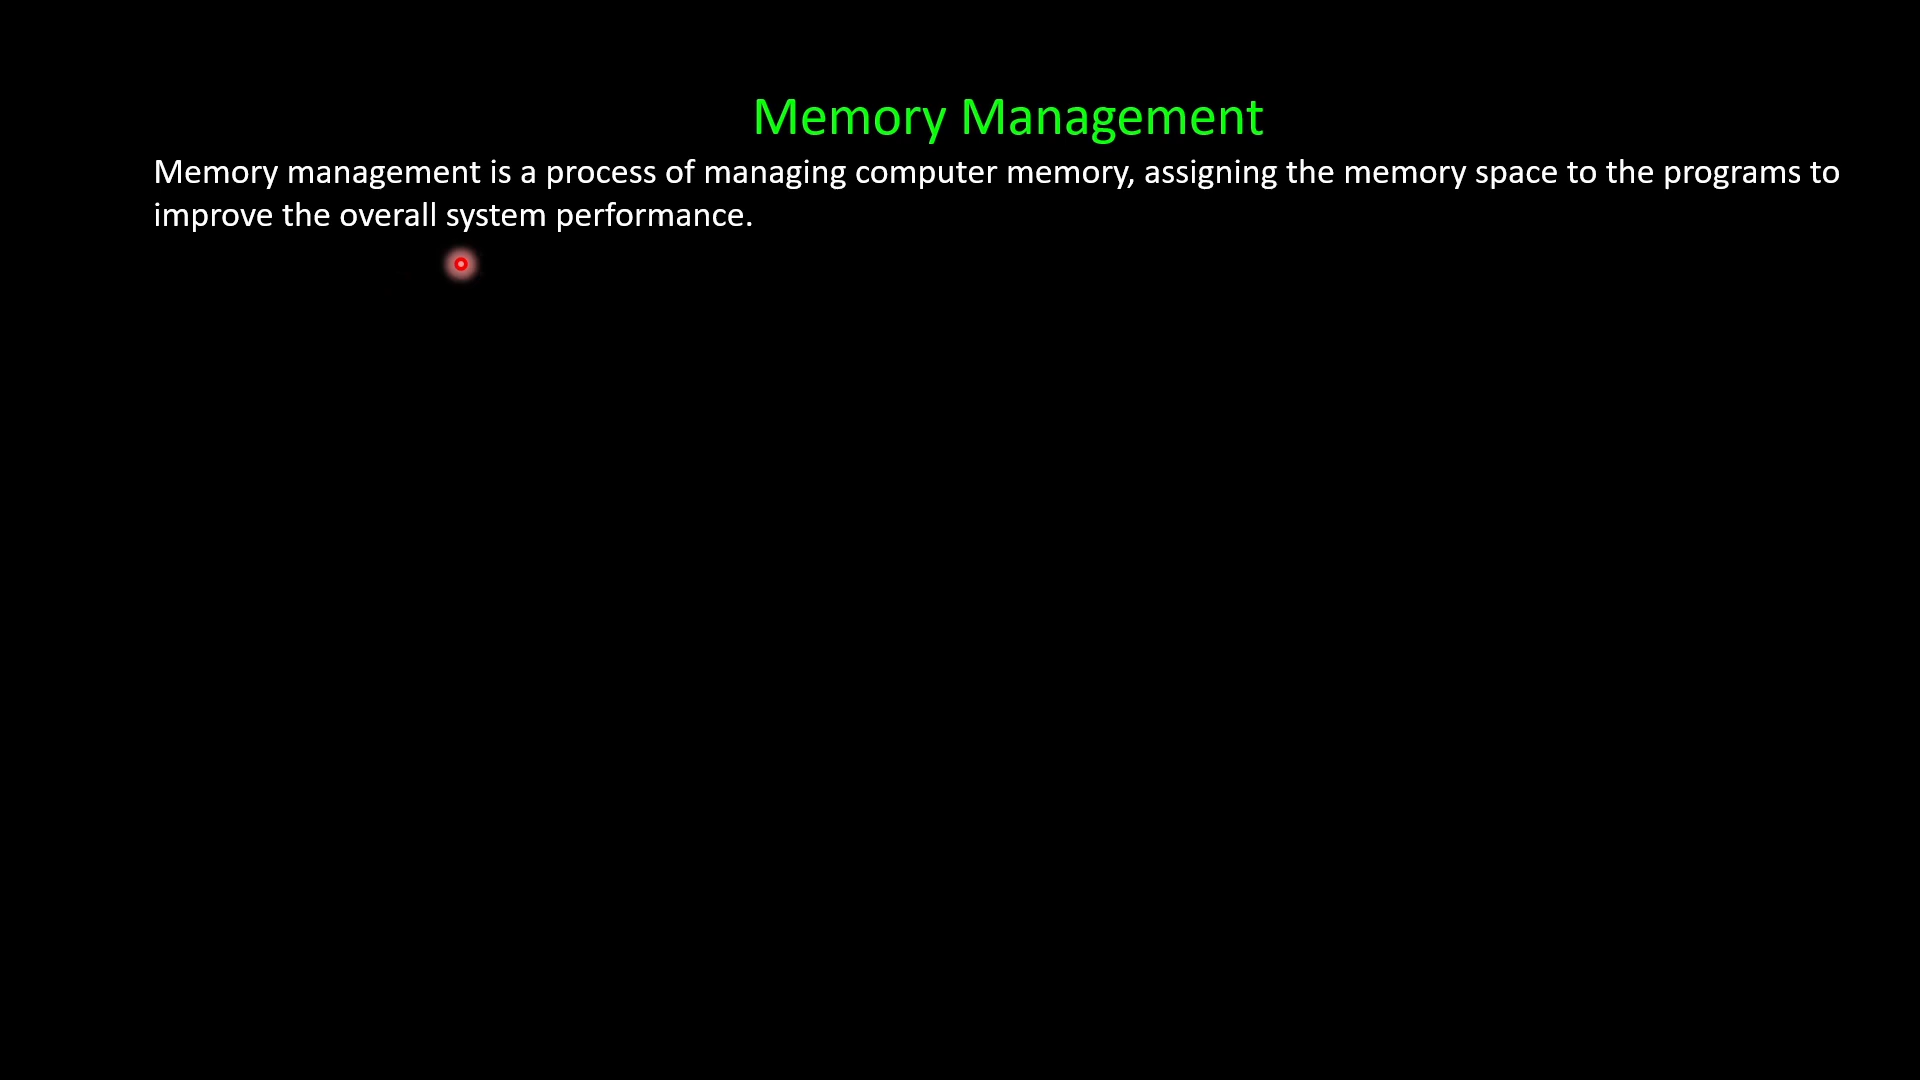 Memory Management
Memory management is a process of managing computer memory, assigning the memory space to the programs to
improve the overall system performance.